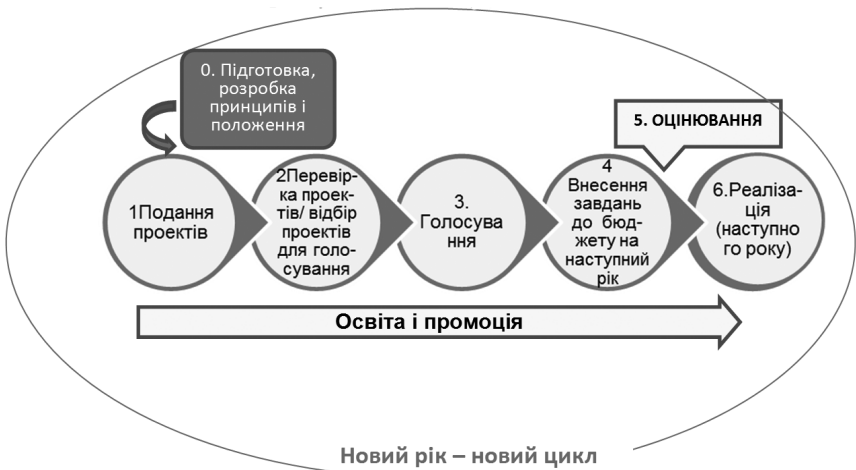 0. Підготовка,
розробка
принципів і
положення
5. ОЦІНЮВАННЯ
1Подання
проектів
2Перевір-
ка проек-
тів/ відбір
проектів
для голо-
сування
3.
Голосува
ння
4
Внесення
завдань
до бюд-
жету на
наступний
рік
6.Реаліза-
ція
(наступно
го року)
Освіта і промоція
Новий рік – новий цикл